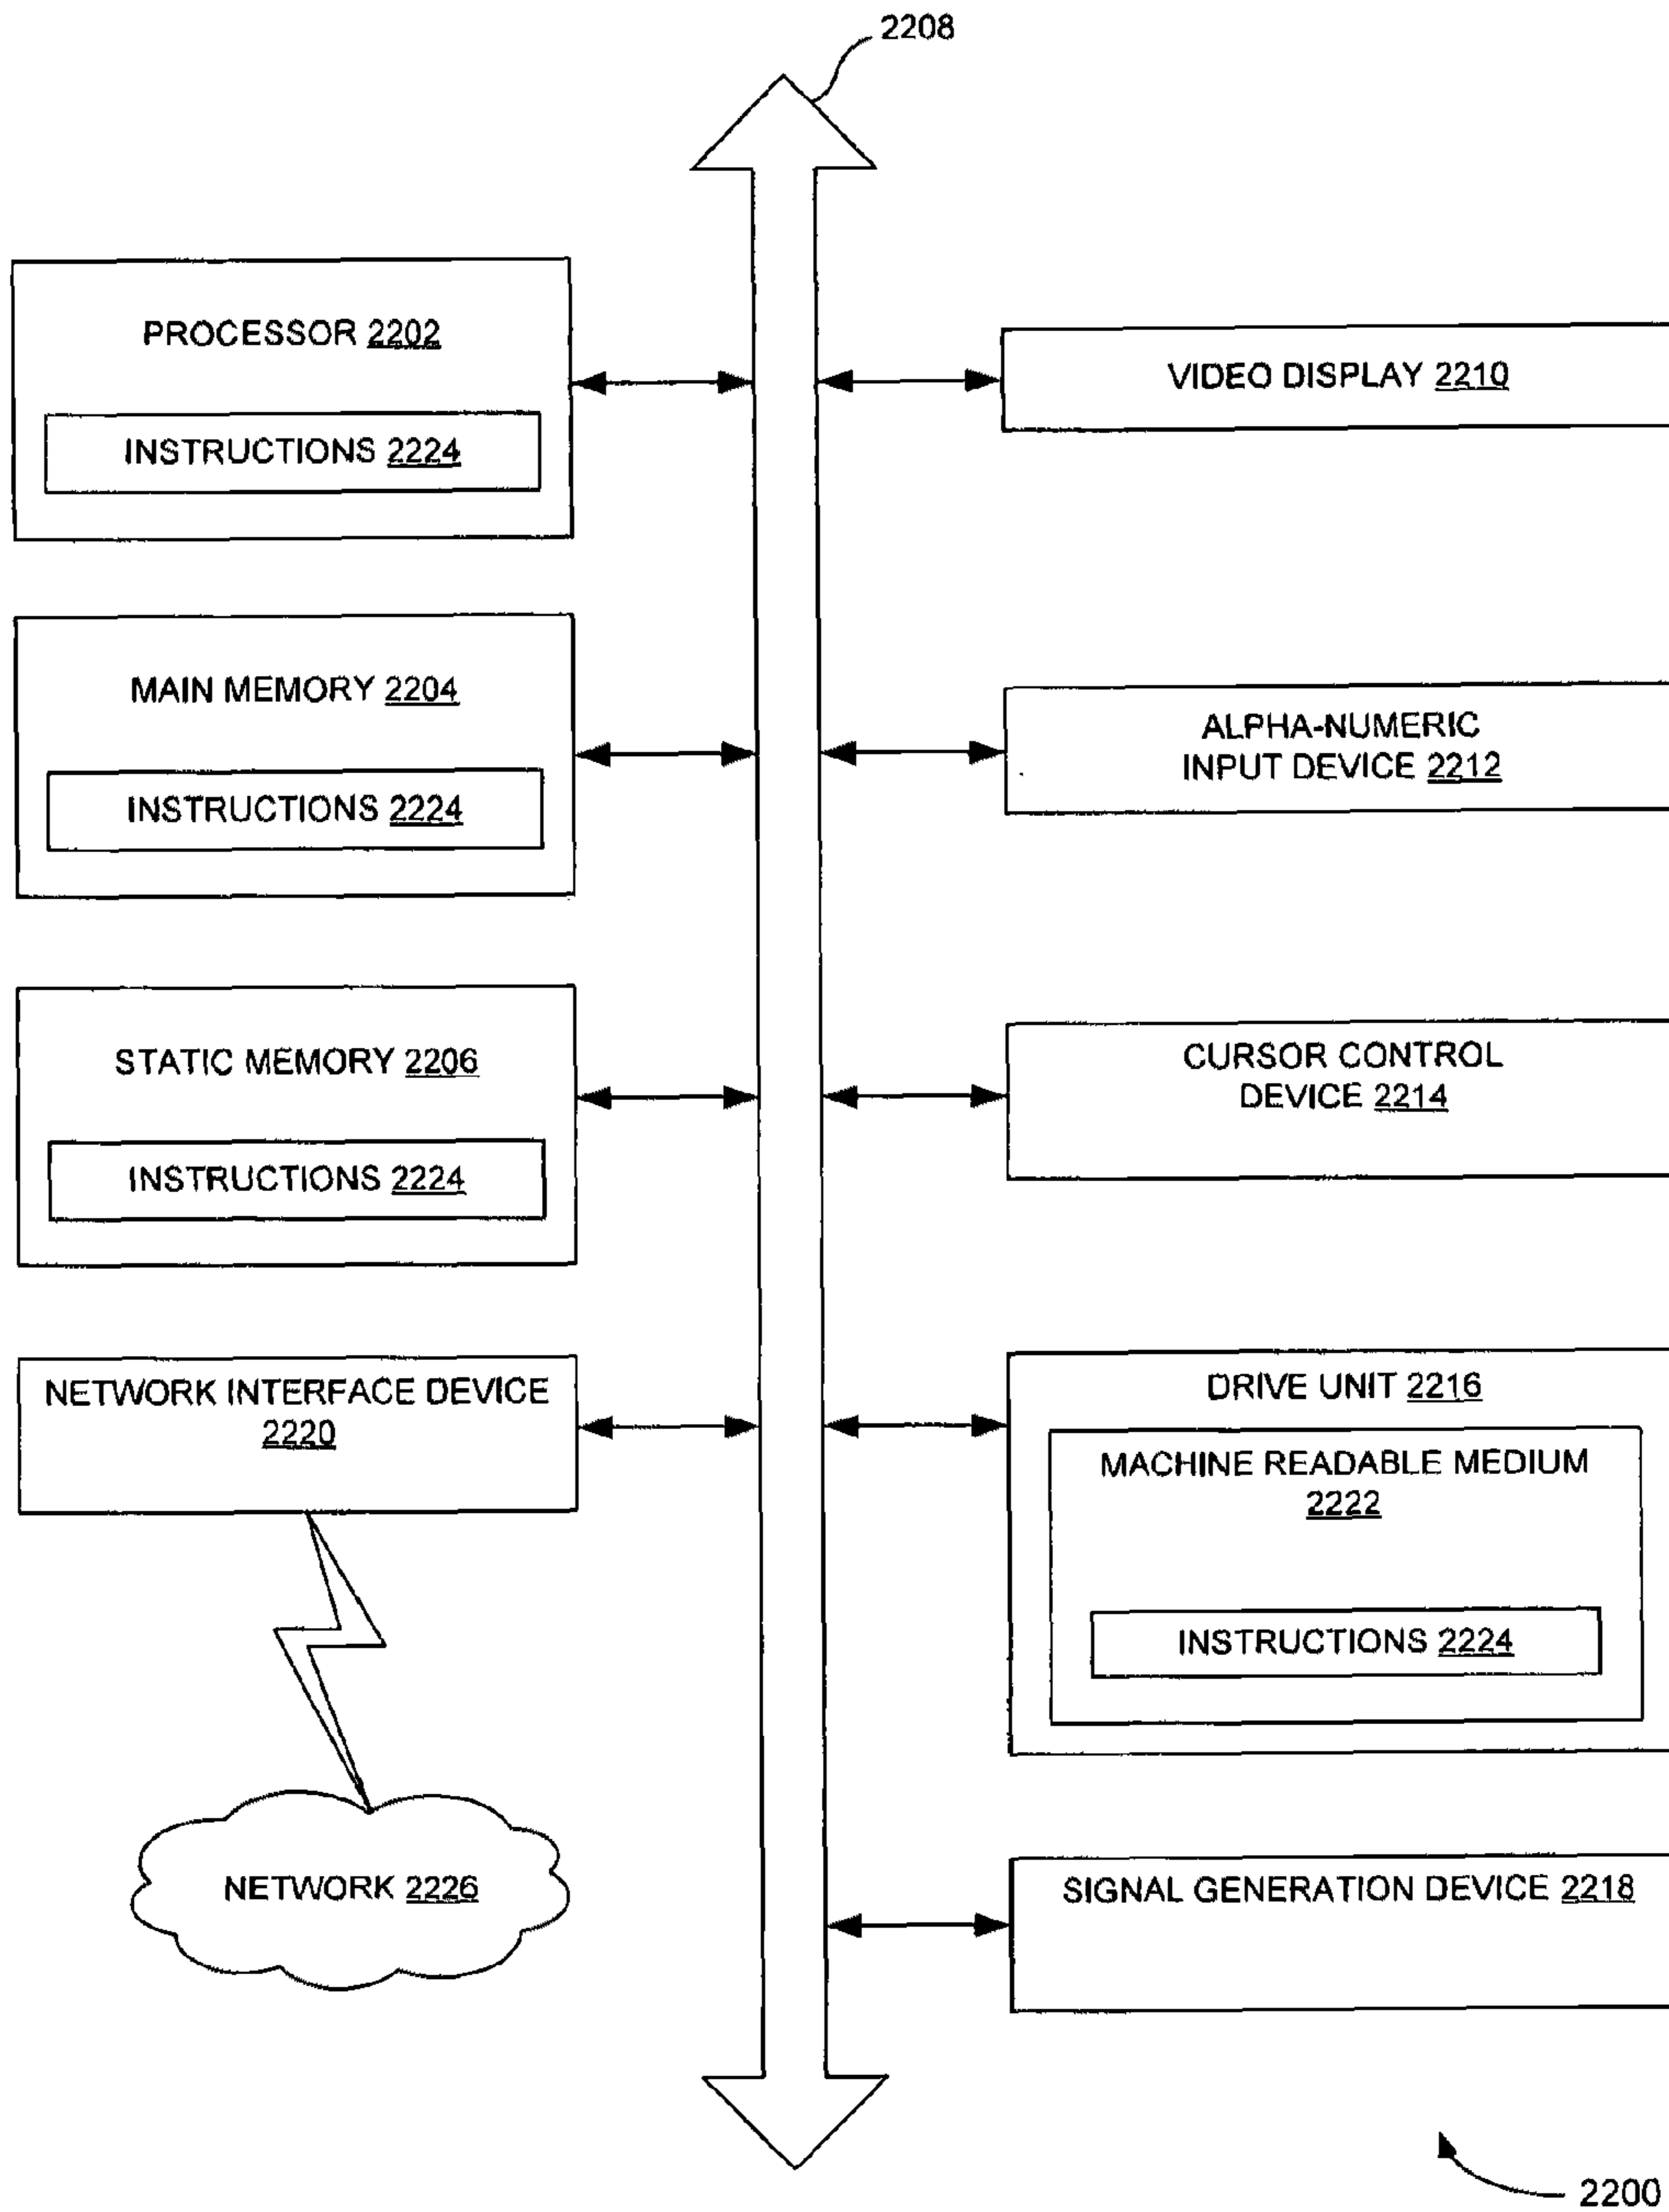 2208
PROCESSOR 2202
INSTRUCTIONS 2224
VIDEO DISPLAY 2210
MAIN MEMORY 2204
INSTRUCTIONS 2224
ALPHA-NUMERIC
INPUT DEVICE 2212
STATIC MEMORY 2206
INSTRUCTIONS 2224
CURSOR CONTROL
DEVICE 2214
NETWORK INTERFACE DEVICE
2220
DRIVE UNIT 2216
MACHINE READABLE MEDIUM
2222
INSTRUCTIONS 2224
NETWORK 2226
SIGNAL GENERATION DEVICE 2218
2200